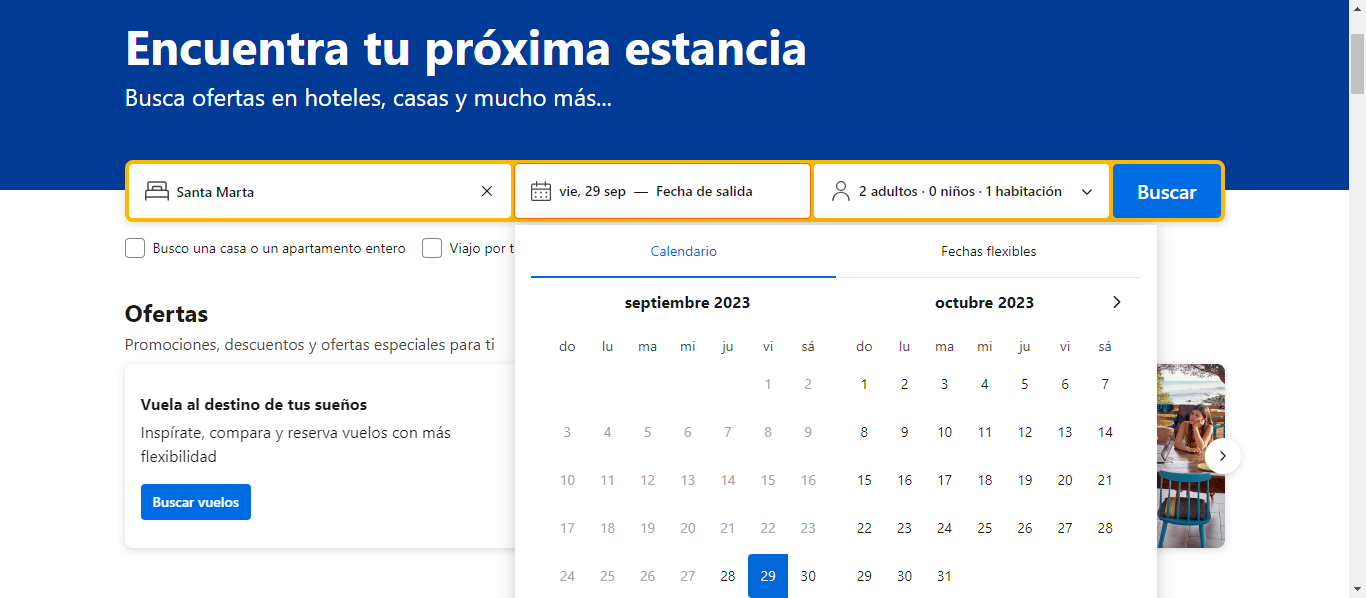 Encuentra tu próxima estancia
Busca ofertas en hoteles, casas y mucho más...
Santa Marta
vie, 29 sep — Fecha de salida
2 adultos · 0 niños · 1 habitación
Buscar
Busco una casa o un apartamento entero
Viajo por t
Calendario
Fechas flexibles
septiembre 2023
do lu ma mi ju vi sá
1 2
3 4 5 6 7 8 9
10 11 12 13 14 15 16
17 18 19 20 21 22 23
24 25 26 27 28 29 30
octubre 2023
do lu ma mi ju vi sá
1 2 3 4 5 6 7
8 9 10 11 12 13 14
15 16 17 18 19 20 21
22 23 24 25 26 27 28
29 30 31
Ofertas
Promociones, descuentos y ofertas especiales para ti
Vuela al destino de tus sueños
Inspírate, compara y reserva vuelos con más
flexibilidad
Buscar vuelos